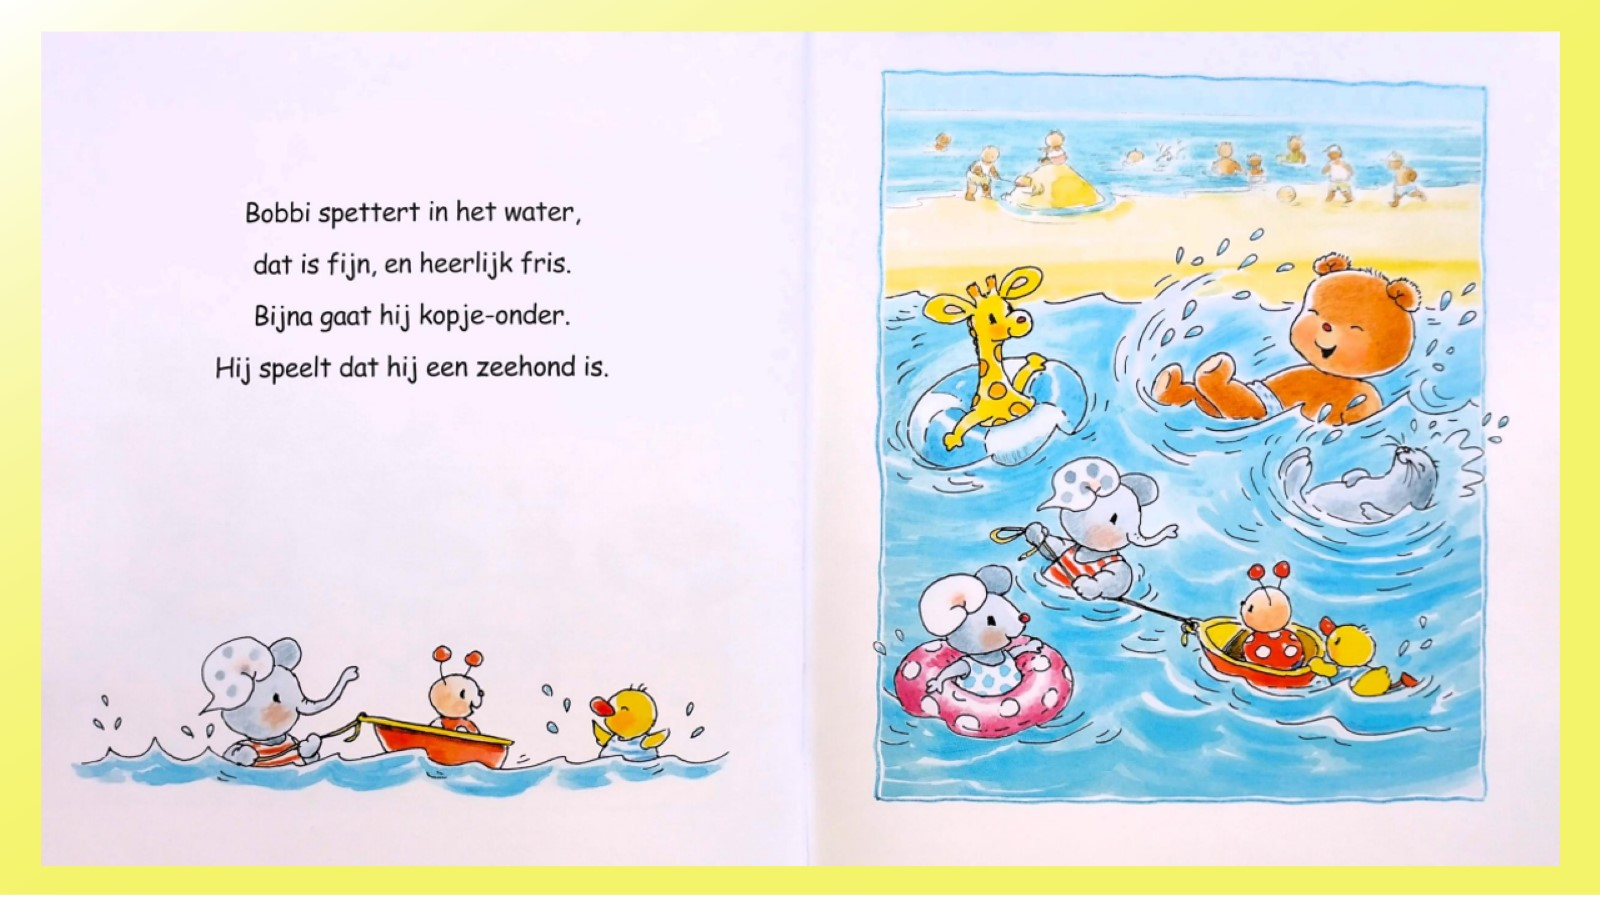 Bobbi spettert in het water,
dat is fijn, en heerlijk fris.
Bijna gaat hij kopje-onder.
Hij speelt dat hij een zeehond is.